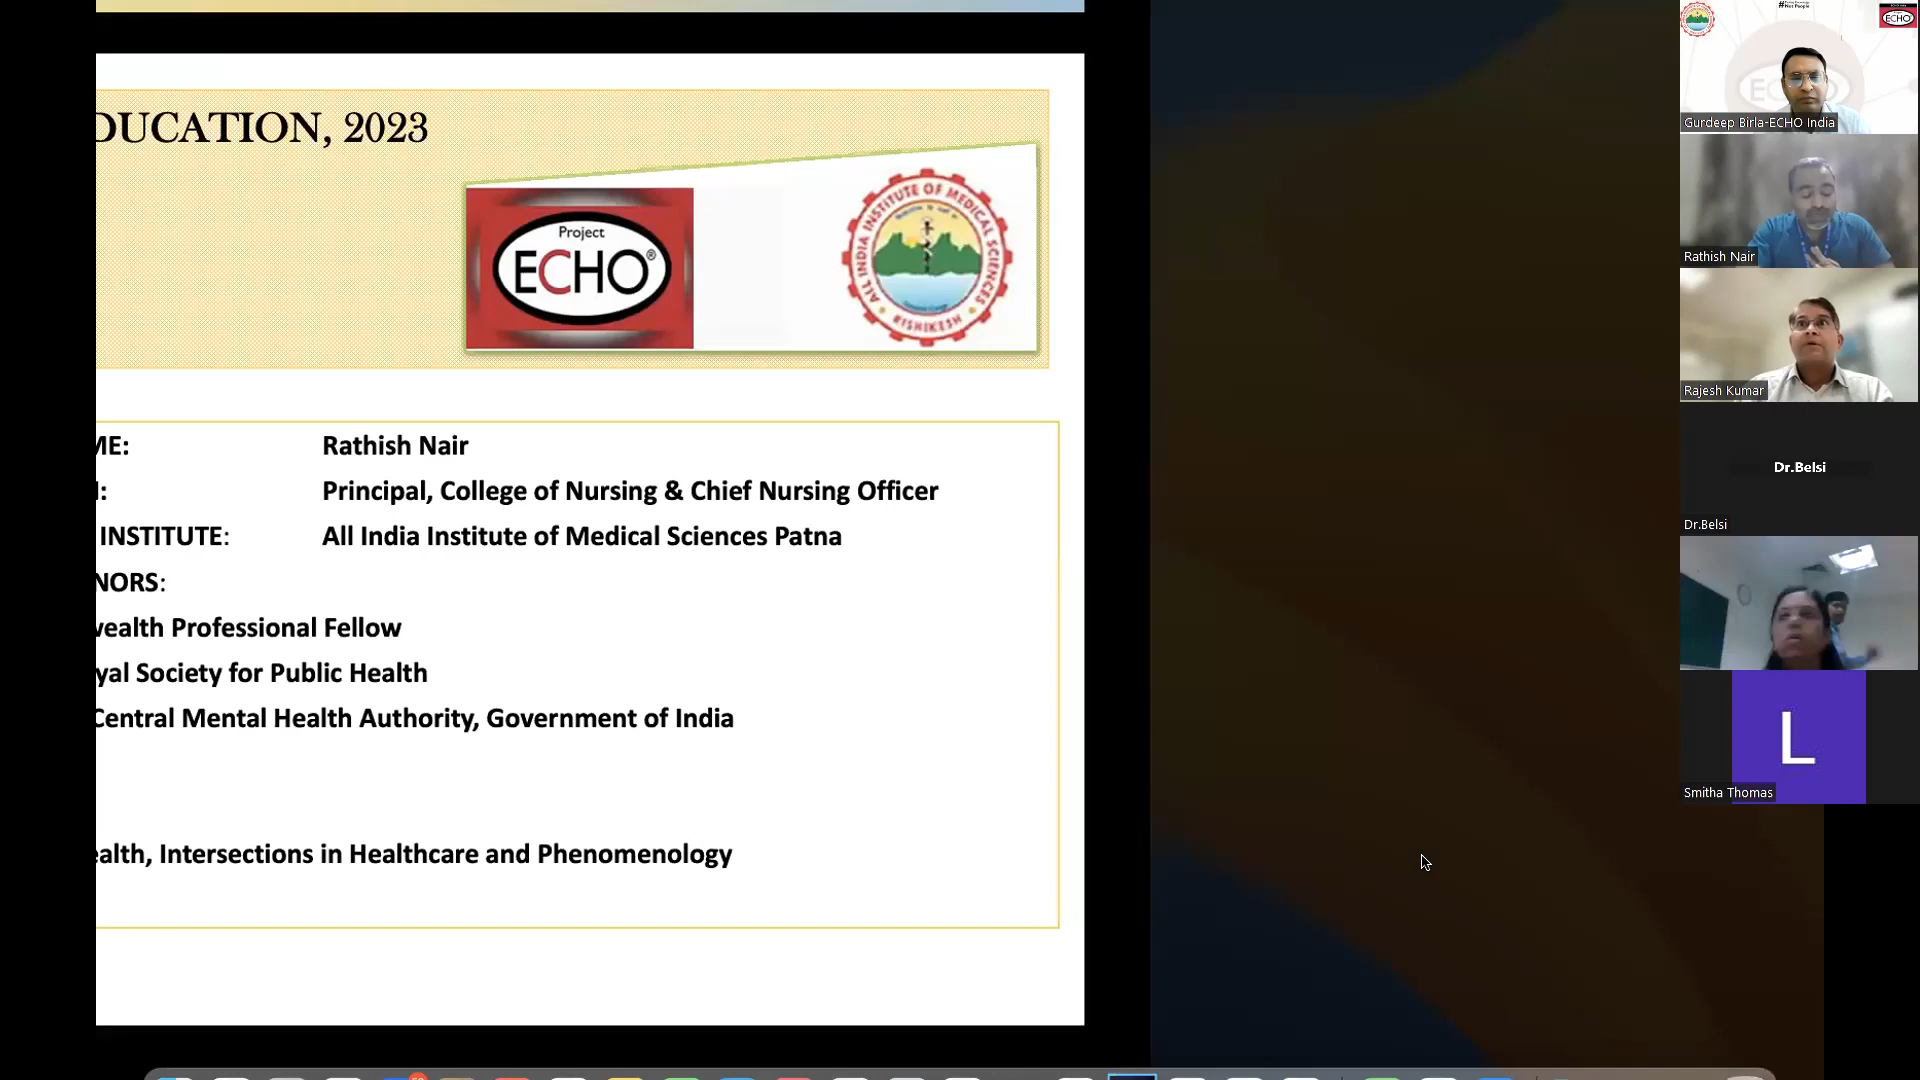 DUCATION, 2023
Project
ECHO®
ALL INDIA INSTITUTE OF MEDICAL SCIENCES
RISHIKESH
ME:
Rathish Nair
Principal, College of Nursing & Chief Nursing Officer
INSTITUTE:
All India Institute of Medical Sciences Patna
NORS:
wealth Professional Fellow
yal Society for Public Health
Central Mental Health Authority, Government of India
ealth, Intersections in Healthcare and Phenomenology
ECHO
Gurdeep Birla-ECHO India
Rathish Nair
Rajesh Kumar
Dr.Belsi
Dr.Belsi
L
Smitha Thomas